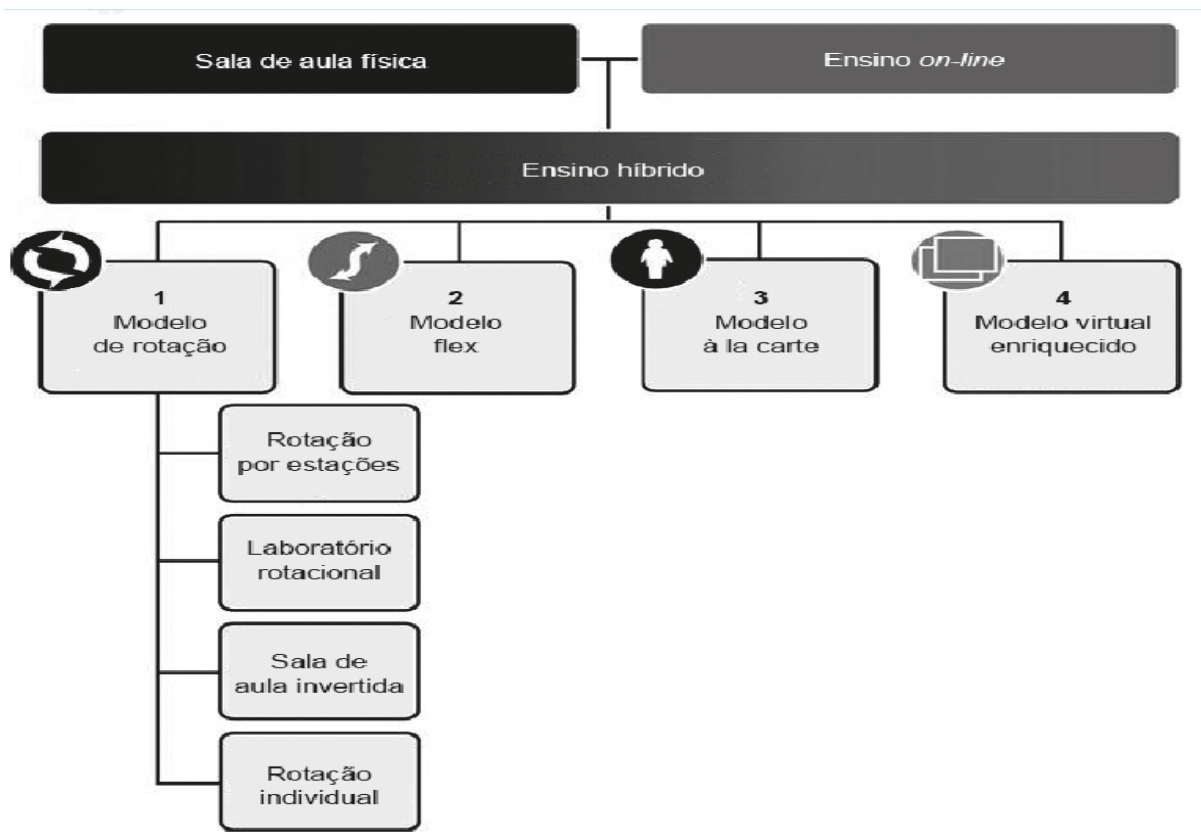 Sala de aula física
Ensino on-line
Ensino híbrido
1
Modelo
de rotação
2
Modelo
flex
3
Modelo
à la carte
4
Modelo virtual
enriquecido
Rotação
por estações
Laboratório
rotacional
Sala de
aula invertida
Rotação
individual